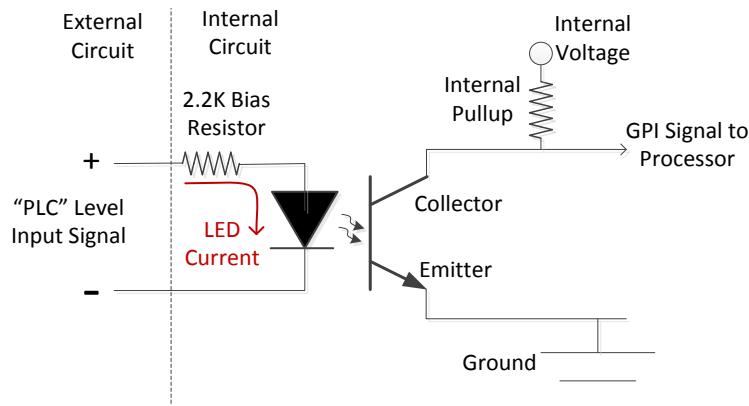 External
Circuit
Internal
Circuit
Internal
Voltage
2.2K Bias
Resistor
Internal
Pullup
GPI Signal to
Processor
+
“PLC” Level
Input Signal
LED
Current
Collector
Emitter
-
Ground